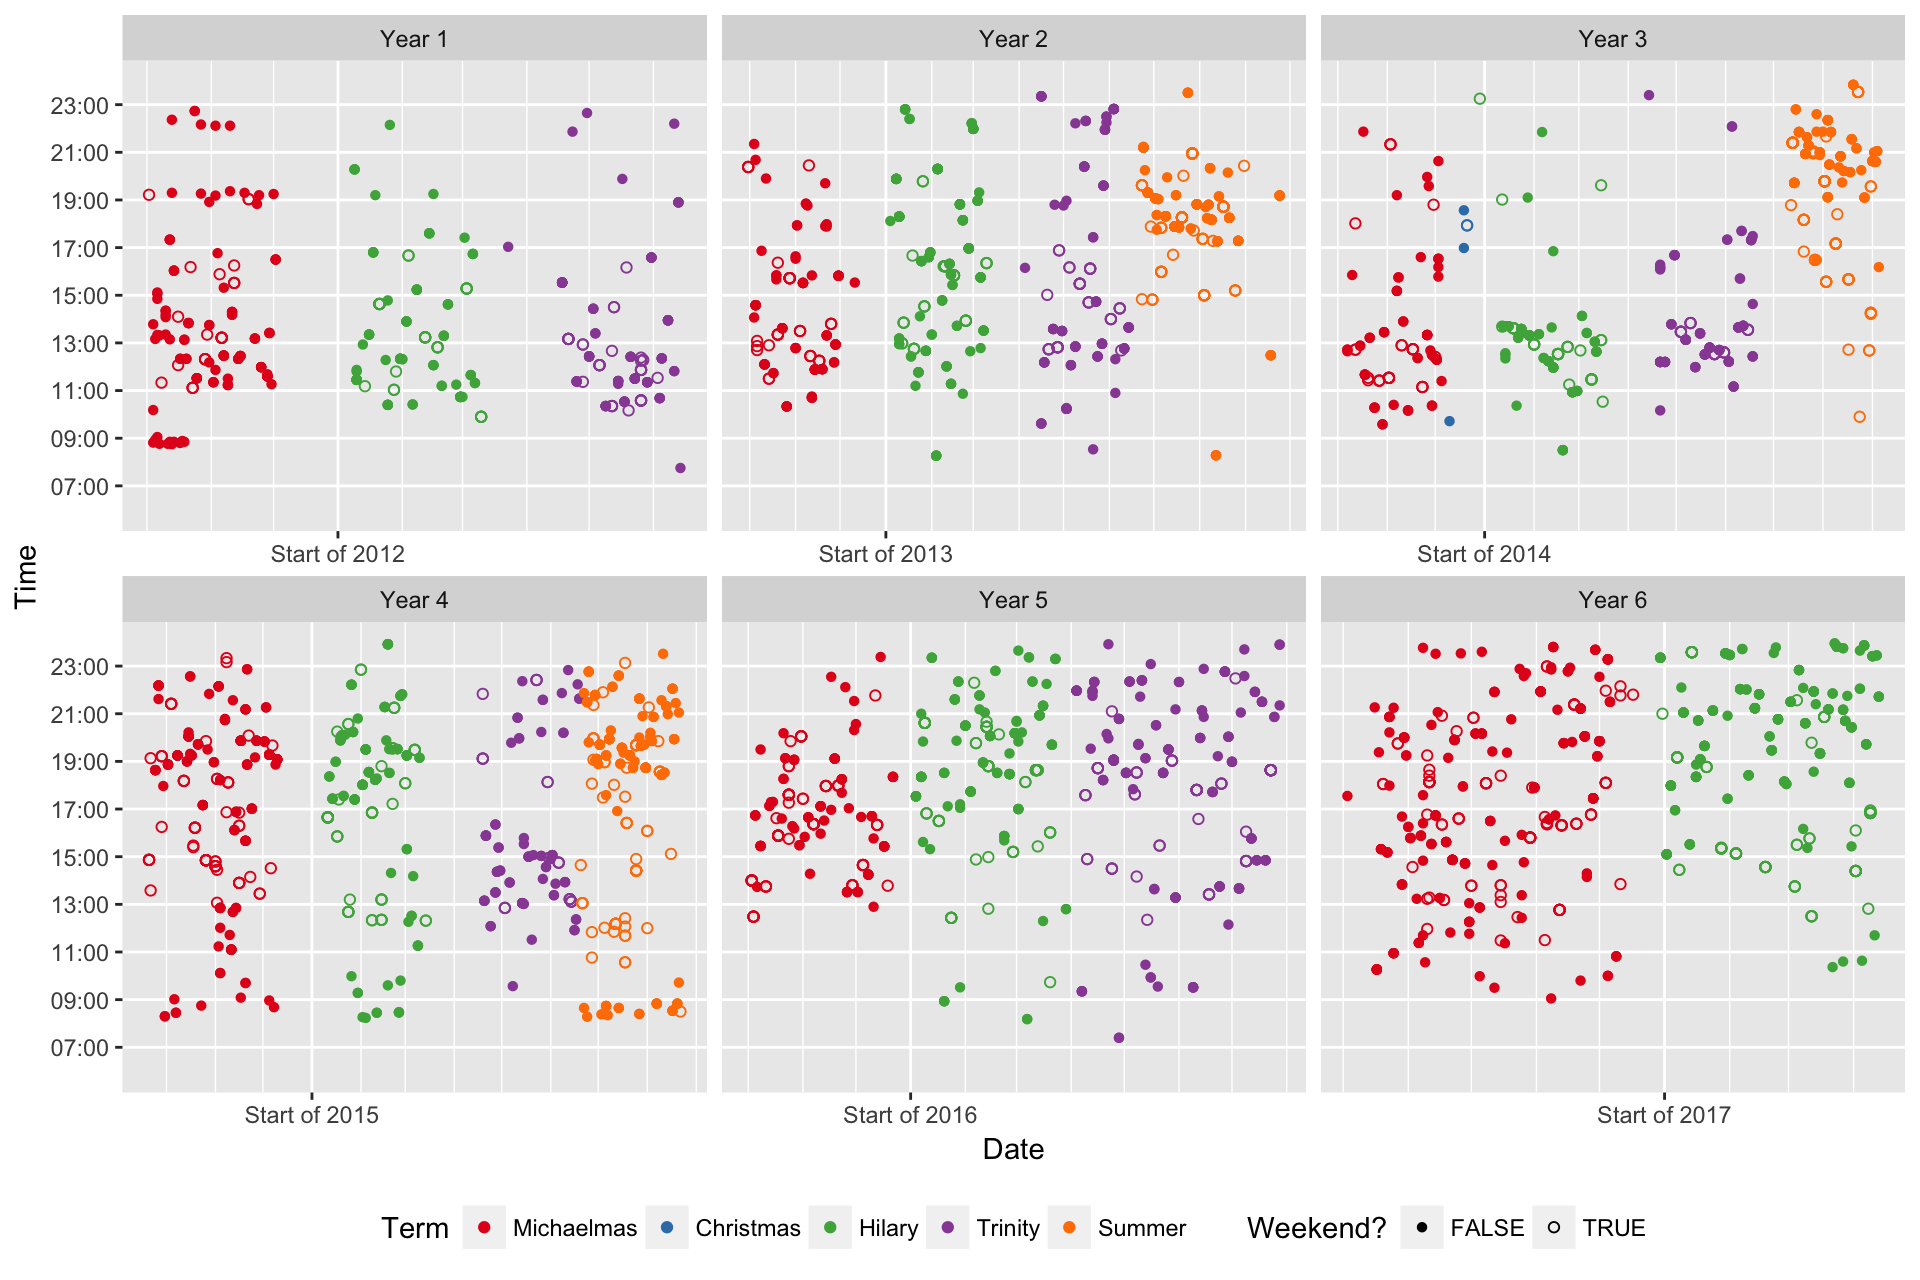 Year 1
Year 2
Year 3
23:00
21:00
19:00
17:00
15:00
13:00
11:00
09:00
07:00
Start of 2012
Start of 2013
Start of 2014
Time
Year 4
Year 5
Year 6
23:00
21:00
19:00
17:00
15:00
13:00
11:00
09:00
07:00
Start of 2015
Start of 2016
Start of 2017
Date
Term Michaelmas Christmas Hilary Trinity Summer Weekend? FALSE TRUE